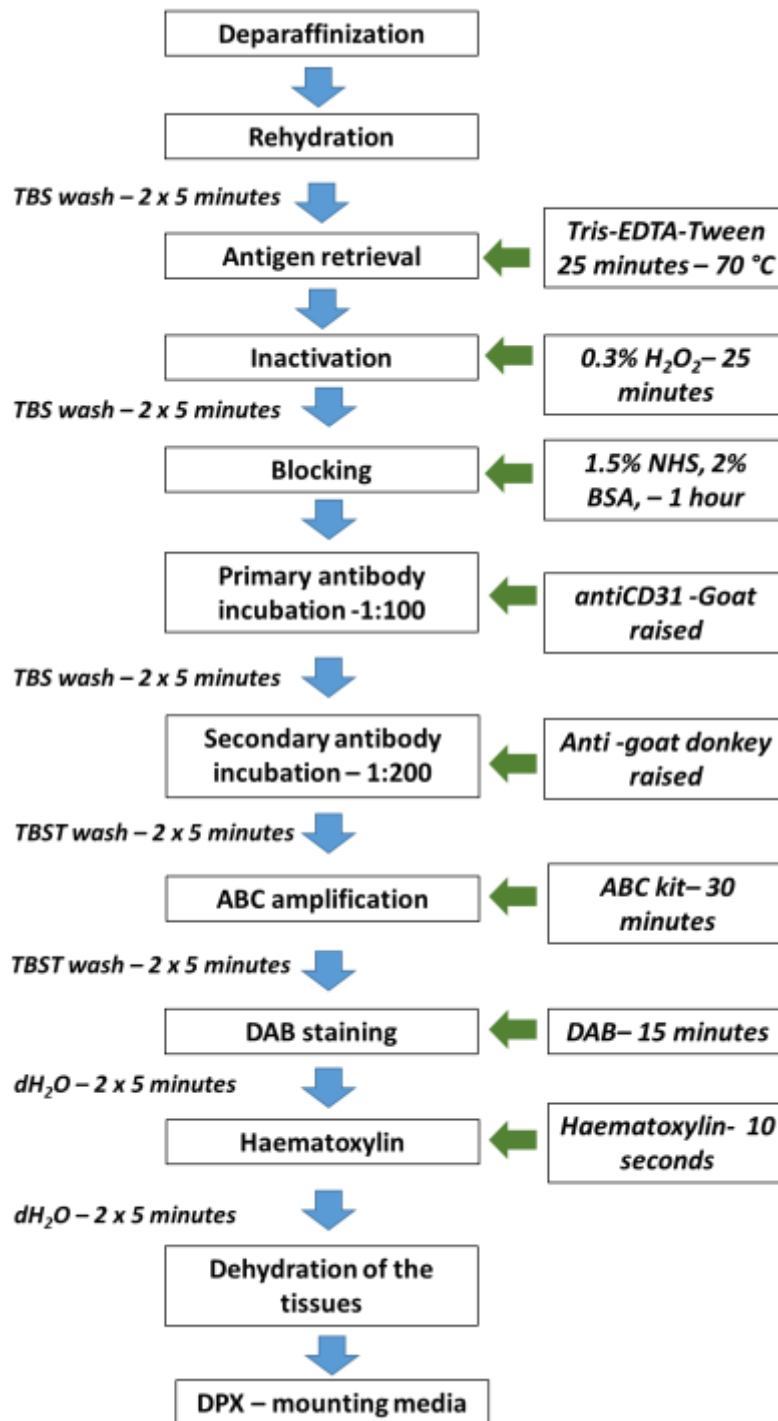 Deparaffinization
Rehydration
TBS wash – 2 x 5 minutes
Antigen retrieval
Tris-EDTA-Tween
25 minutes – 70 °C
Inactivation
0.3% H₂O₂– 25
minutes
TBS wash – 2 x 5 minutes
Blocking
1.5% NHS, 2%
BSA, – 1 hour
Primary antibody
incubation -1:100
antiCD31 -Goat
raised
TBS wash – 2 x 5 minutes
Secondary antibody
incubation – 1:200
Anti -goat donkey
raised
TBST wash – 2 x 5 minutes
ABC amplification
ABC kit– 30
minutes
TBST wash – 2 x 5 minutes
DAB staining
DAB– 15 minutes
dH₂O – 2 x 5 minutes
Haematoxylin
Haematoxylin- 10
seconds
dH₂O – 2 x 5 minutes
Dehydration of the
tissues
DPX – mounting media